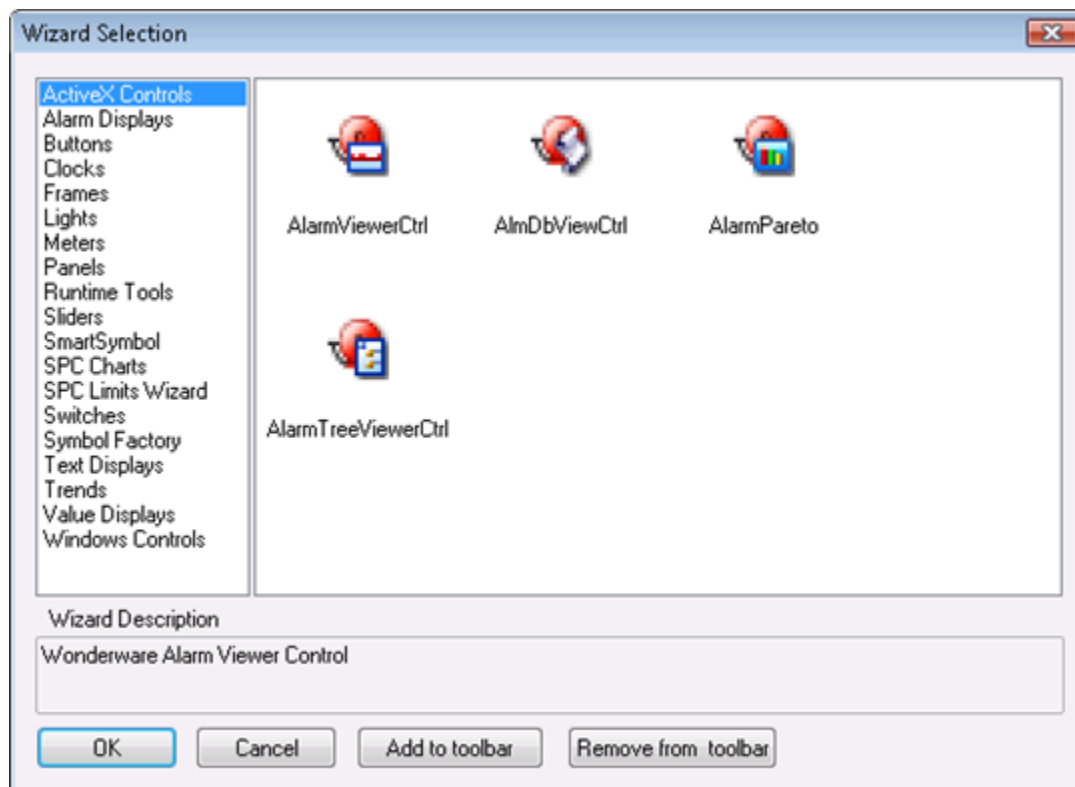 Wizard Selection
ActiveX Controls
Alarm Displays
Buttons
Clocks
Frames
Lights
Meters
Panels
Runtime Tools
Sliders
SmartSymbol
SPC Charts
SPC Limits Wizard
Switches
Symbol Factory
Text Displays
Trends
Value Displays
Windows Controls
AlarmViewerCtrl
AlmDbViewCtrl
AlarmPareto
AlarmTreeViewerCtrl
Wizard Description
Wonderware Alarm Viewer Control
OK
Cancel
Add to toolbar
Remove from toolbar